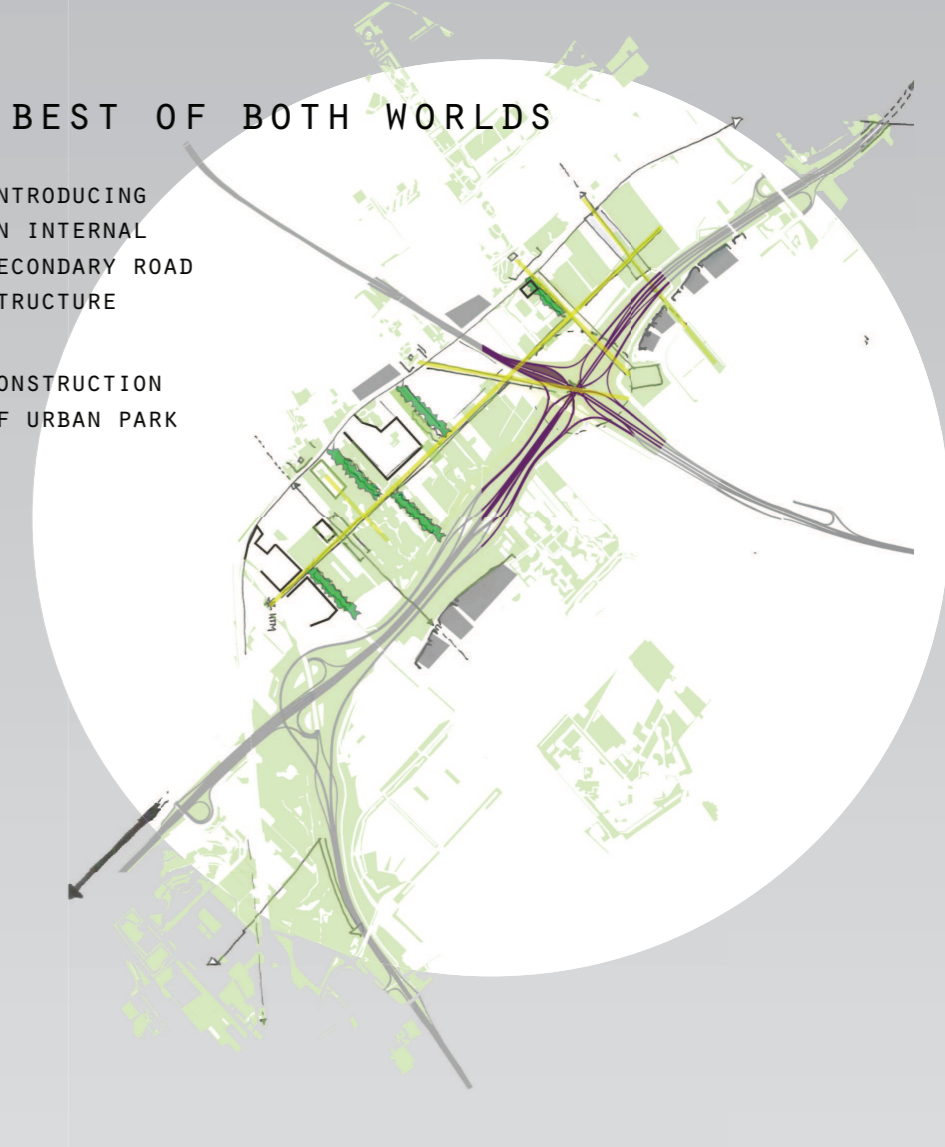 BEST OF BOTH WORLDS
NTRODUCING
N INTERNAL
ECONDARY ROAD
TRUCTURE
ONSTRUCTION
F URBAN PARK